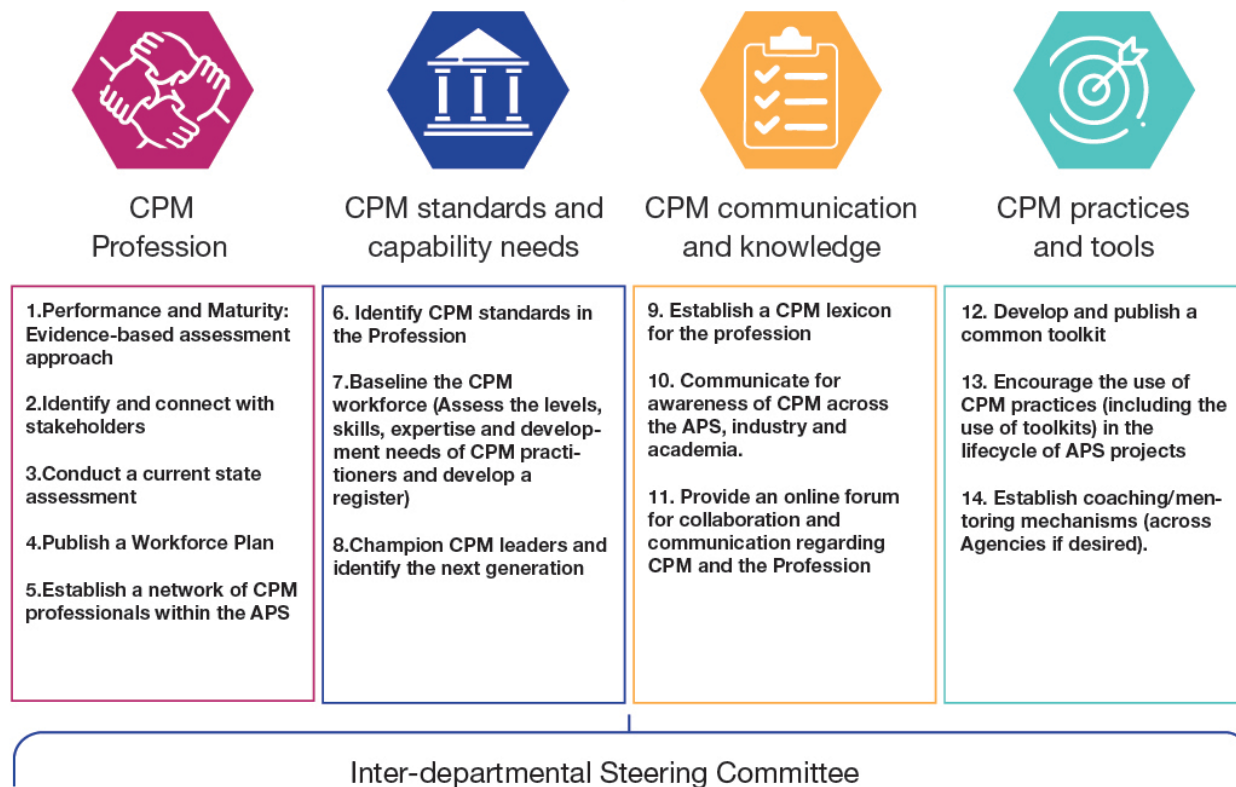 CPM
Profession
CPM standards and
capability needs
CPM communication
and knowledge
CPM practices
and tools
1.Performance and Maturity:
Evidence-based assessment
approach
2.Identify and connect with
stakeholders
3.Conduct a current state
assessment
4.Publish a Workforce Plan
5.Establish a network of CPM
professionals within the APS
6. Identify CPM standards in
the Profession
7.Baseline the CPM
workforce (Assess the levels,
skills, expertise and develop-
ment needs of CPM practi-
tioners and develop a
register)
8.Champion CPM leaders and
identify the next generation
9. Establish a CPM lexicon
for the profession
10. Communicate for
awareness of CPM across
the APS, industry and
academia.
11. Provide an online forum
for collaboration and
communication regarding
CPM and the Profession
12. Develop and publish a
common toolkit
13. Encourage the use of
CPM practices (including the
use of toolkits) in the
lifecycle of APS projects
14. Establish coaching/men-
toring mechanisms (across
Agencies if desired).
Inter-departmental Steering Committee